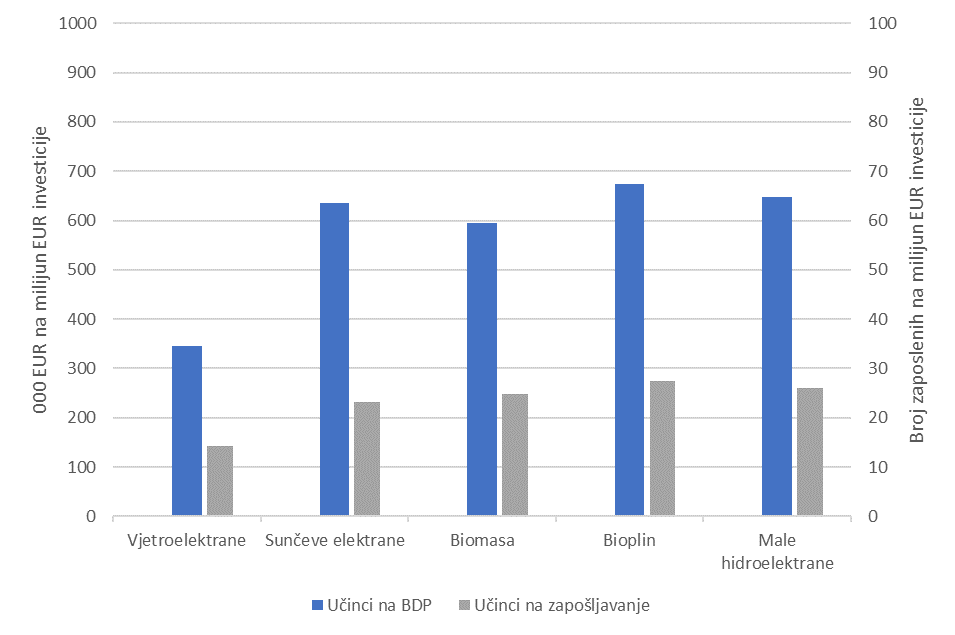 1000
900
800
700
600
500
400
300
200
100
0
000 EUR na milijun EUR investicije
100
90
80
70
60
50
40
30
20
10
0
Broj zaposlenih na milijun EUR investicije
Vjetroelektrane
Sunčeve elektrane
Biomasa
Bioplin
Male
hidroelektrane
Učinci na BDP
Učinci na zapošljavanje